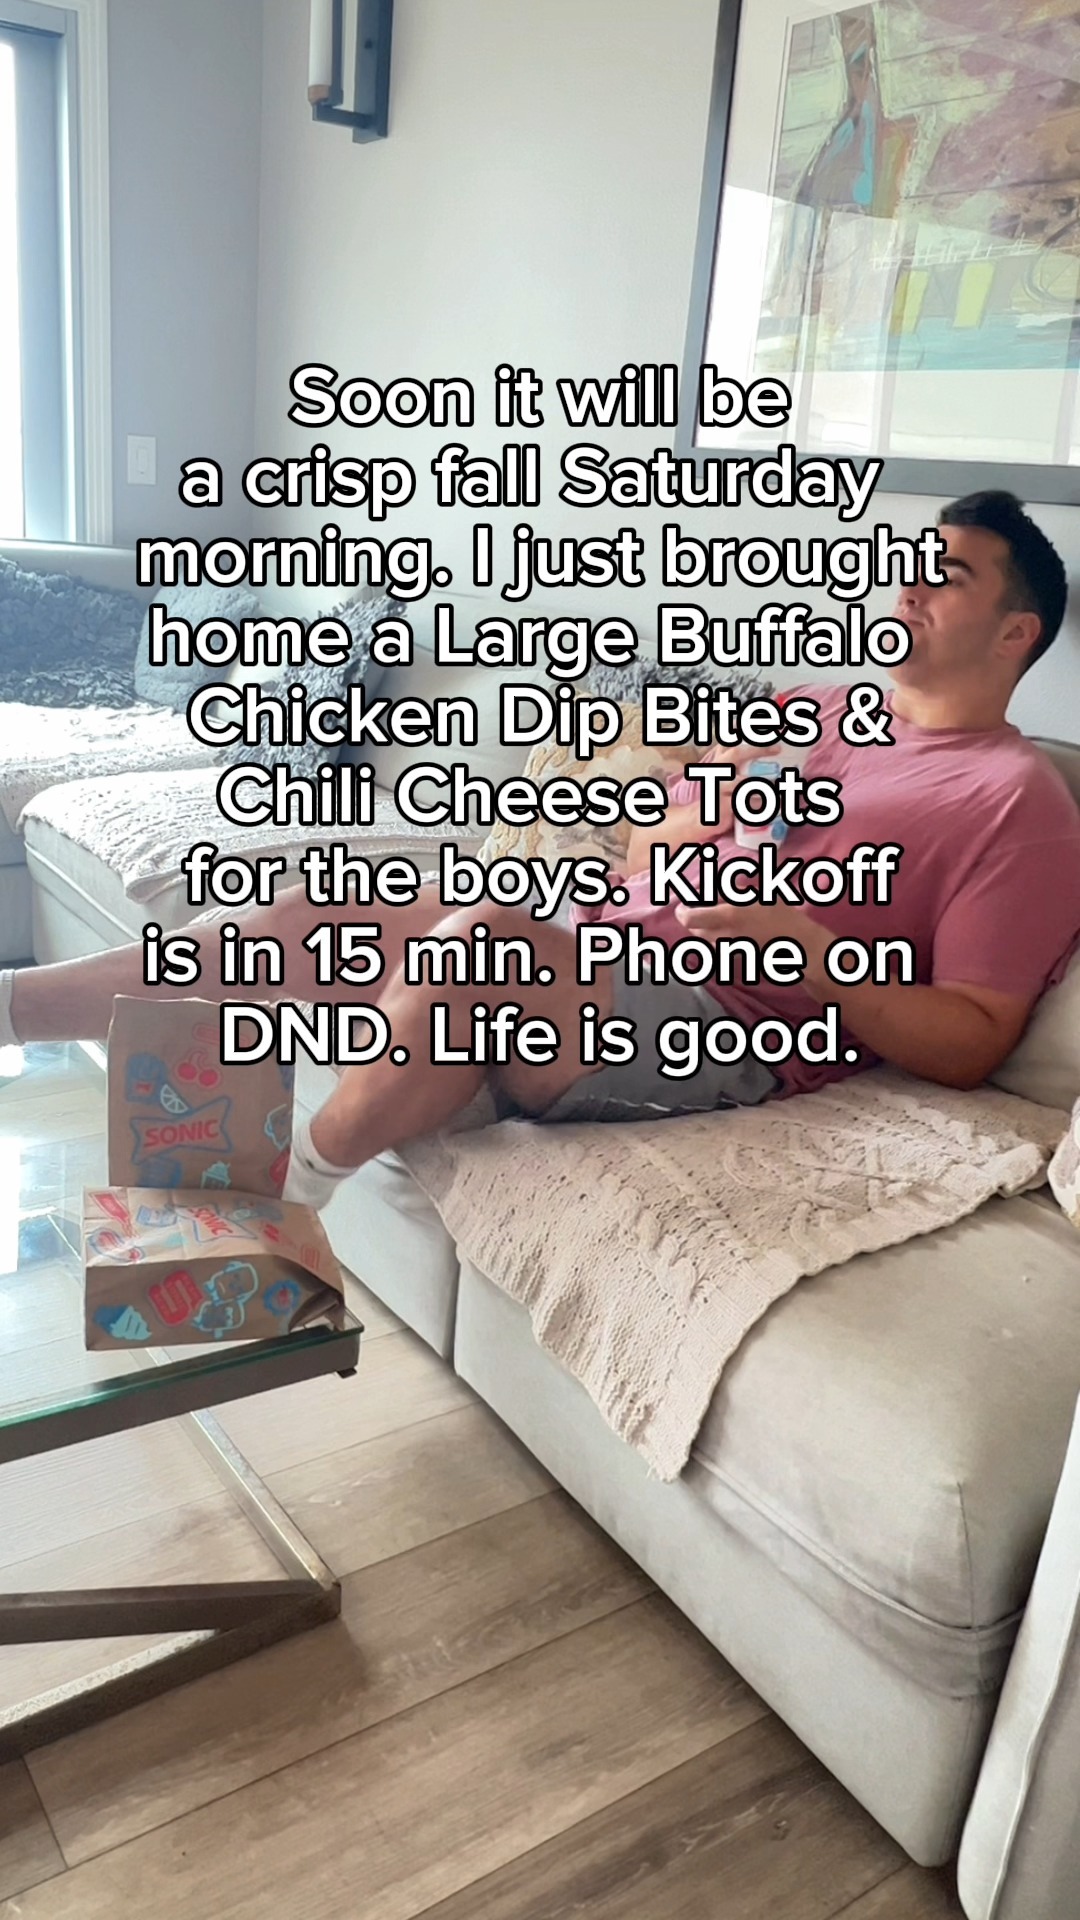 Soon it will be
a crisp fall Saturday
morning. I just brought
home a Large Buffalo
Chicken Dip Bites &
Chili Cheese Tots
for the boys. Kickoff
is in 15 min. Phone on
DND. Life is good.
SONIC
SONIC